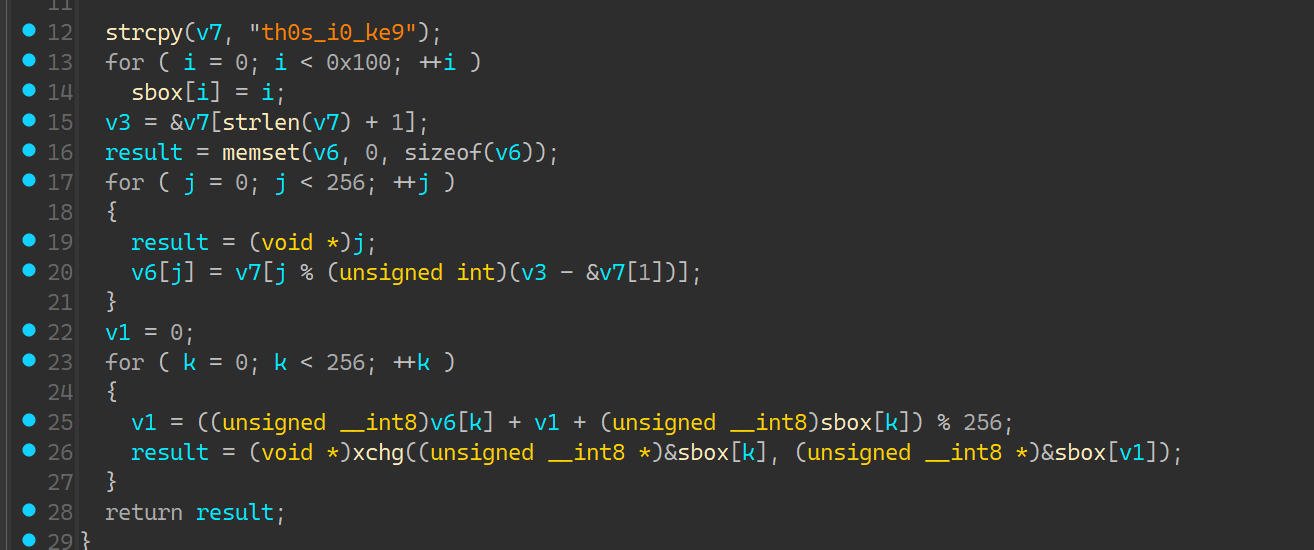 11
12 strcpy(v7, "th0s_i0_ke9");
13 for ( i = 0; i < 0x100; ++i )
14 sbox[i] = i;
15 v3 = &v7[strlen(v7) + 1];
16 result = memset(v6, 0, sizeof(v6));
17 for ( j = 0; j < 256; ++j )
18 {
19 result = (void *)j;
20 v6[j] = v7[j % (unsigned int)(v3 - &v7[1])];
21 }
22 v1 = 0;
23 for ( k = 0; k < 256; ++k )
24 {
25 v1 = ((unsigned __int8)v6[k] + v1 + (unsigned __int8)sbox[k]) % 256;
26 result = (void *)xchg((unsigned __int8 *)&sbox[k], (unsigned __int8 *)&sbox[v1]);
27 }
28 return result;
29 }